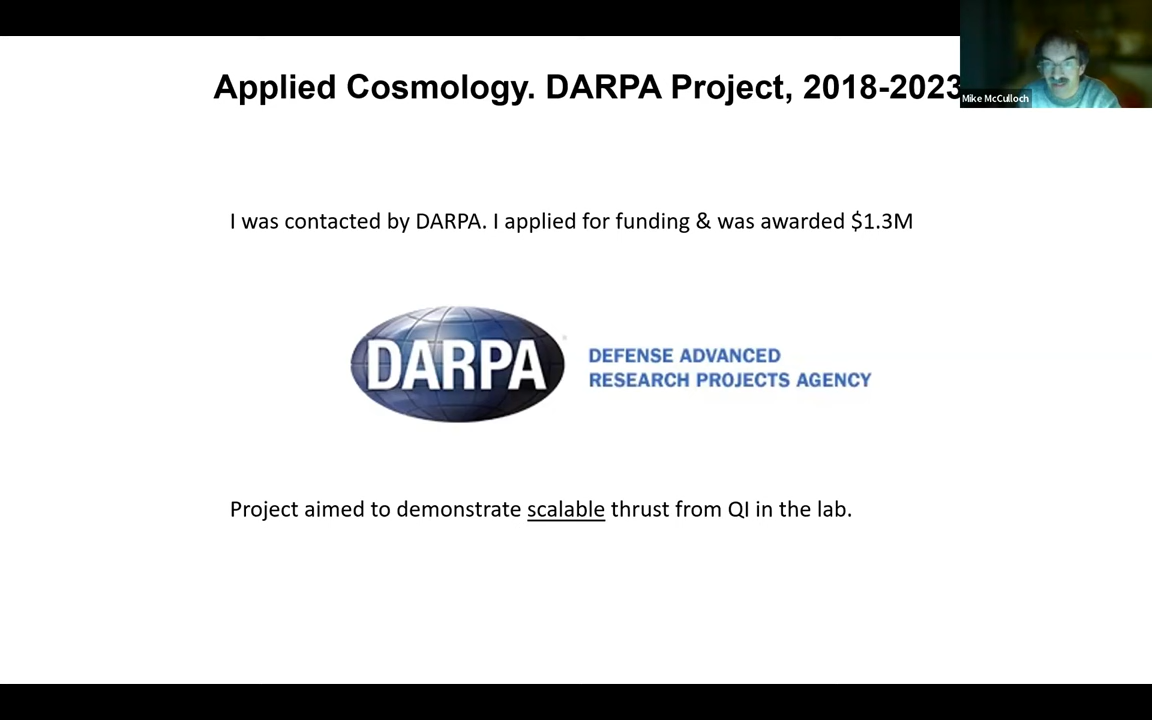 Applied Cosmology. DARPA Project, 2018-2023
Mike McCulloch
I was contacted by DARPA. I applied for funding & was awarded $1.3M
DARPA
DEFENSE ADVANCED
RESEARCH PROJECTS AGENCY
Project aimed to demonstrate scalable thrust from QI in the lab.